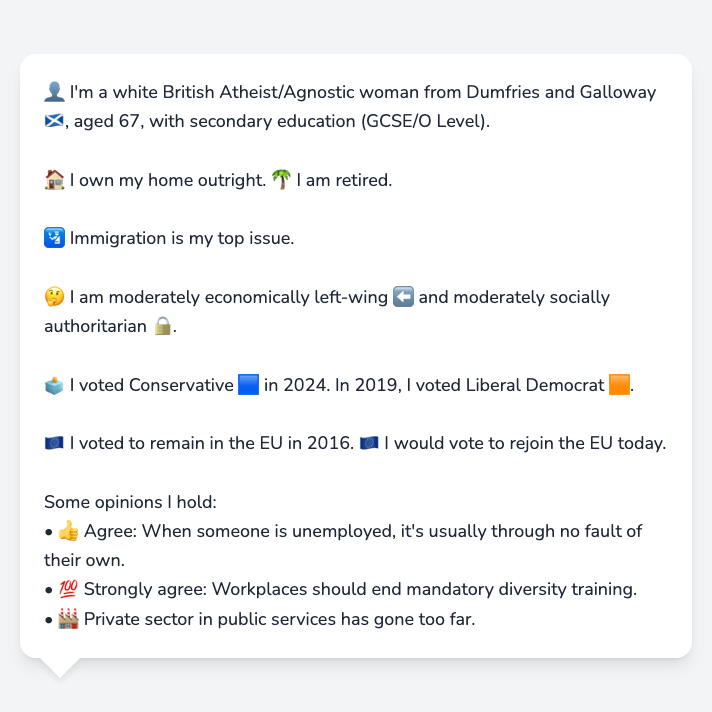 👤 I'm a white British Atheist/Agnostic woman from Dumfries and Galloway
🏴󠁧󠁢󠁳󠁣󠁴󠁿, aged 67, with secondary education (GCSE/O Level).
🏠 I own my home outright. 🌴 I am retired.
🛂 Immigration is my top issue.
🤔 I am moderately economically left-wing ⬅️ and moderately socially
authoritarian 🔒.
🗳️ I voted Conservative 🟦 in 2024. In 2019, I voted Liberal Democrat 🟧.
🇪🇺 I voted to remain in the EU in 2016. 🇪🇺 I would vote to rejoin the EU today.
Some opinions I hold:
• 👍 Agree: When someone is unemployed, it's usually through no fault of
their own.
• 💯 Strongly agree: Workplaces should end mandatory diversity training.
• 🏭 Private sector in public services has gone too far.